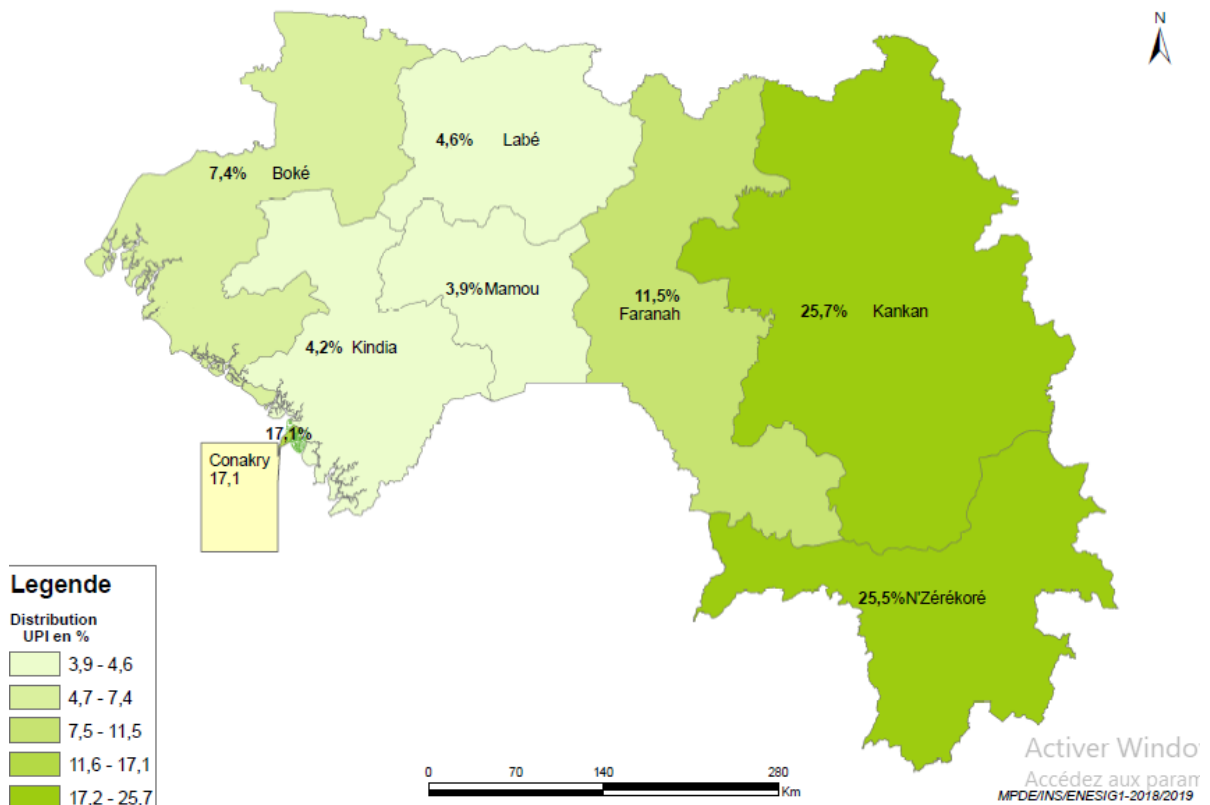 N
4,6% Labé
7,4% Boké
3,9%Mamou
11,5%
Faranah
25,7% Kankan
4,2% Kindia
17,1%
Conakry
17,1
25,5%N'Zérékoré
Legende
Distribution
UPI en %
3,9 - 4,6
4,7 - 7,4
7,5 - 11,5
11,6 - 17,1
17,2 - 25,7
0 70 140 280
Km
Activer Windo
Accédez aux param
MPDE/INS/ENESIG1-2018/2019